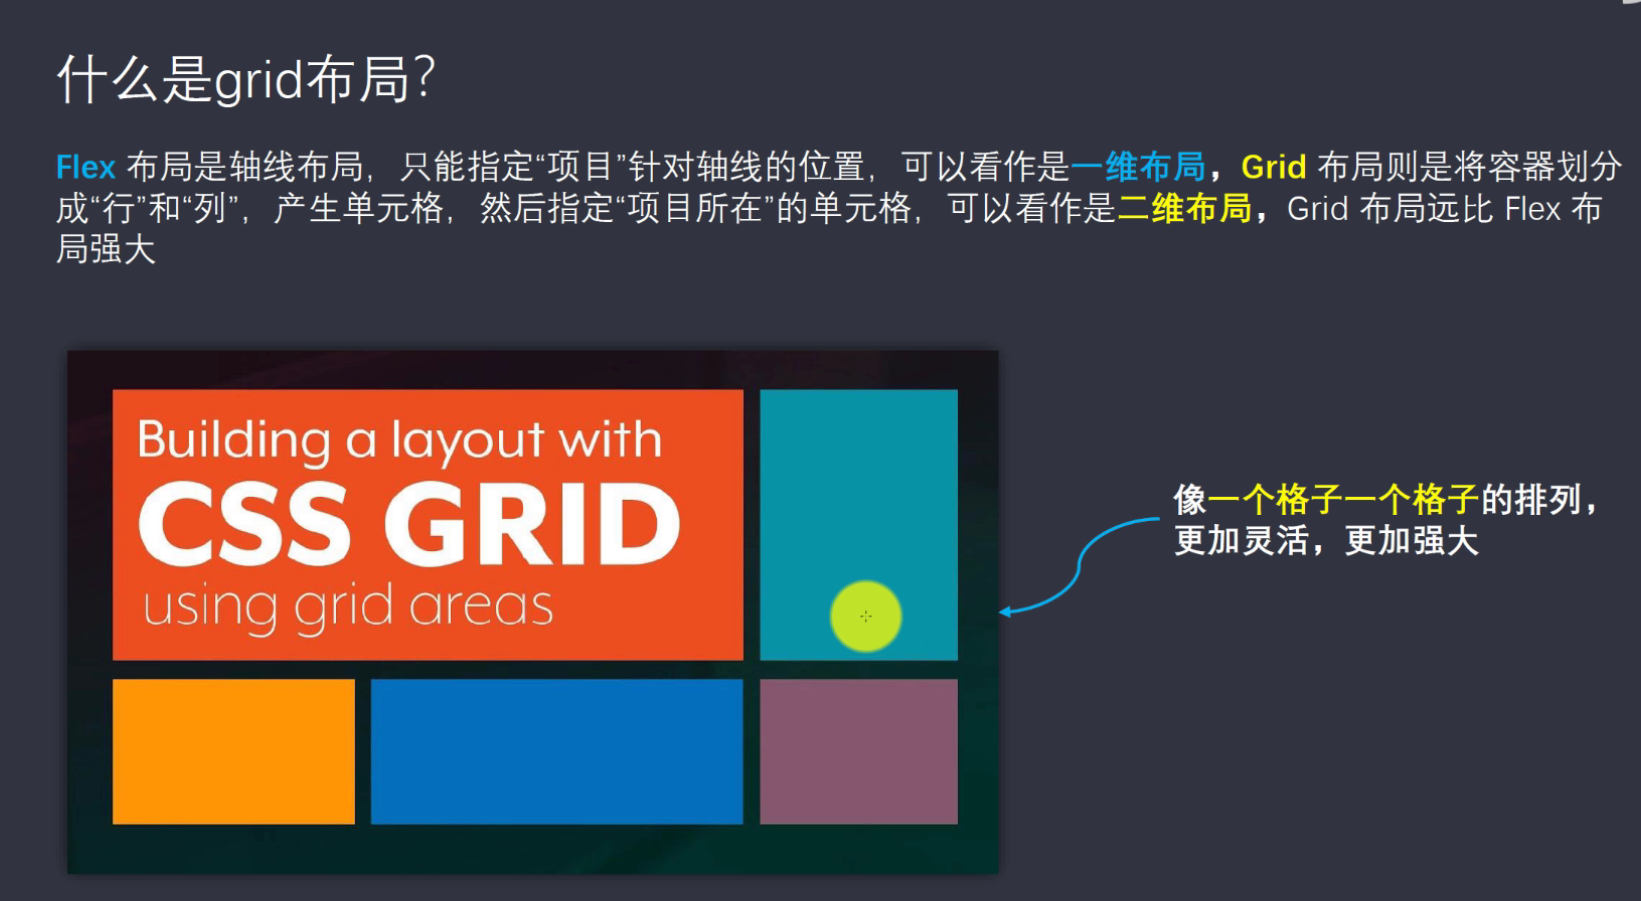 什么是grid布局？
Flex 布局是轴线布局，只能指定“项目”针对轴线的位置，可以看作是一维布局，Grid 布局则是将容器划分
成“行”和“列”，产生单元格，然后指定“项目所在”的单元格，可以看作是二维布局，Grid 布局远比 Flex 布
局强大
Building a layout with
CSS GRID
using grid areas
像一个格子一个格子的排列，
更加灵活，更加强大